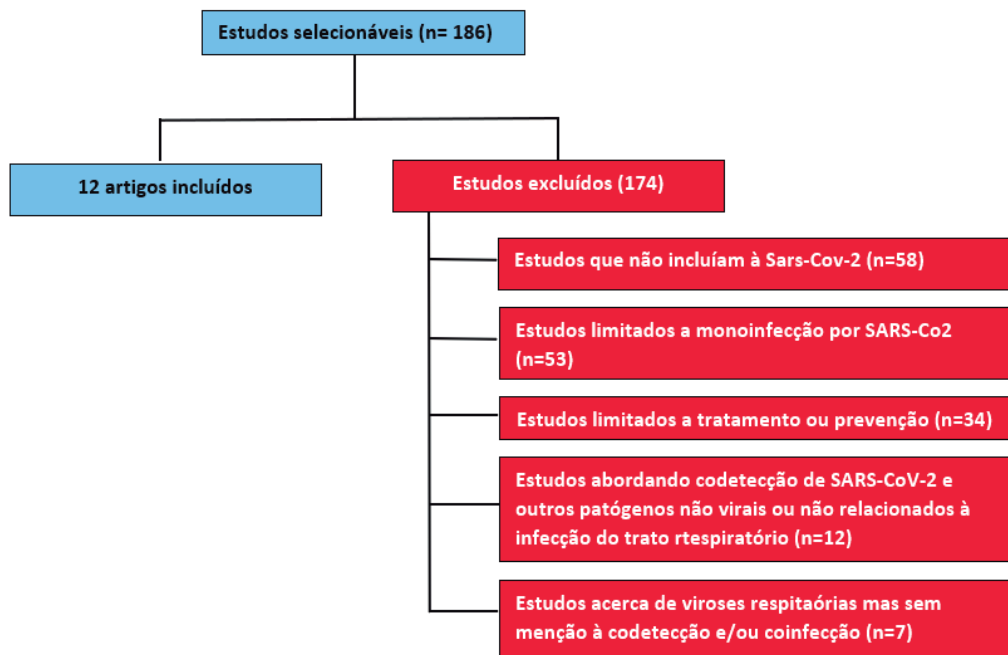 Estudos selecionáveis (n= 186)
12 artigos incluídos
Estudos excluídos (174)
Estudos que não incluíam à Sars-Cov-2 (n=58)
Estudos limitados a monoinfecção por SARS-Co2
(n=53)
Estudos limitados a tratamento ou prevenção (n=34)
Estudos abordando codetecção de SARS-CoV-2 e
outros patógenos não virais ou não relacionados à
infecção do trato rtespiratório (n=12)
Estudos acerca de viroses respitaórias mas sem
menção à codetecção e/ou coinfecção (n=7)